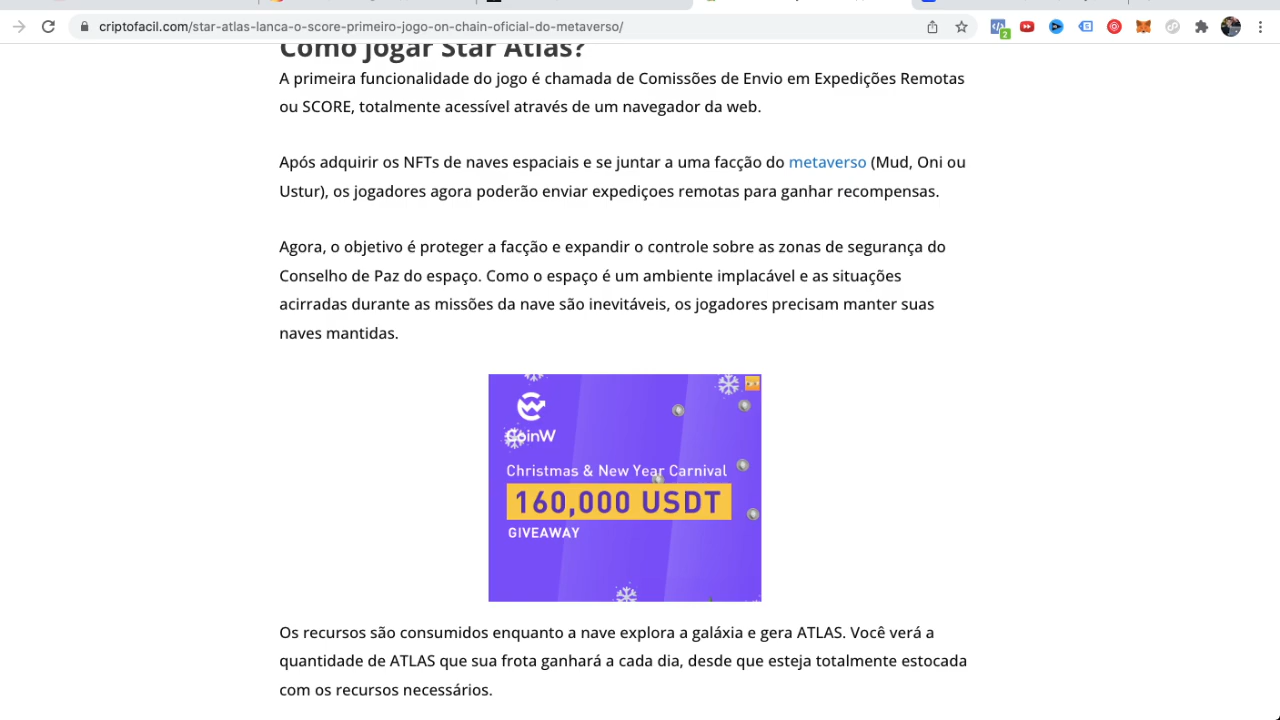 criptofacil.com/star-atlas-lanca-o-score-primeiro-jogo-on-chain-oficial-do-metaverso/
2
Como jogar Star Atlas?
A primeira funcionalidade do jogo é chamada de Comissões de Envio em Expedições Remotas
ou SCORE, totalmente acessível através de um navegador da web.
Após adquirir os NFTs de naves espaciais e se juntar a uma facção do metaverso (Mud, Oni ou
Ustur), os jogadores agora poderão enviar expediçoes remotas para ganhar recompensas.
Agora, o objetivo é proteger a facção e expandir o controle sobre as zonas de segurança do
Conselho de Paz do espaço. Como o espaço é um ambiente implacável e as situações
acirradas durante as missões da nave são inevitáveis, os jogadores precisam manter suas
naves mantidas.
CoinW
Christmas & New Year Carnival
160,000 USDT
GIVEAWAY
Os recursos são consumidos enquanto a nave explora a galáxia e gera ATLAS. Você verá a
quantidade de ATLAS que sua frota ganhará a cada dia, desde que esteja totalmente estocada
com os recursos necessários.